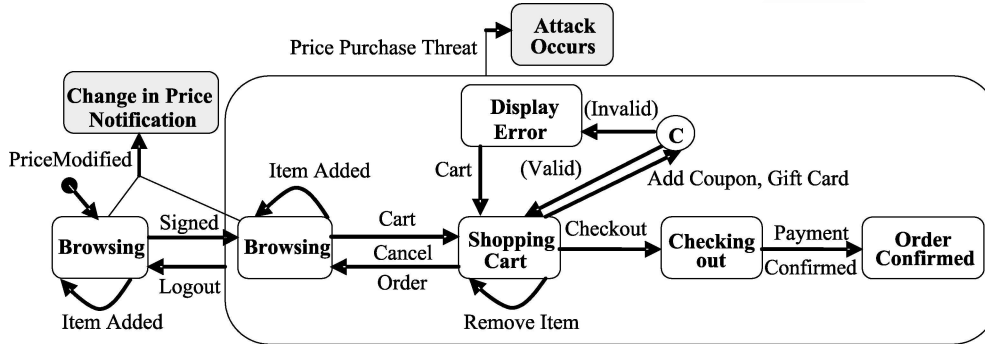 Attack
Occurs
Price Purchase Threat
Change in Price
Notification
Display
Error
(Invalid)
C
PriceModified
Item Added
Cart
(Valid)
Add Coupon, Gift Card
Browsing
Signed
Logout
Browsing
Cart
Cancel
Order
Shopping
Cart
Checkout
Checking
out
Payment
Confirmed
Order
Confirmed
Item Added
Remove Item